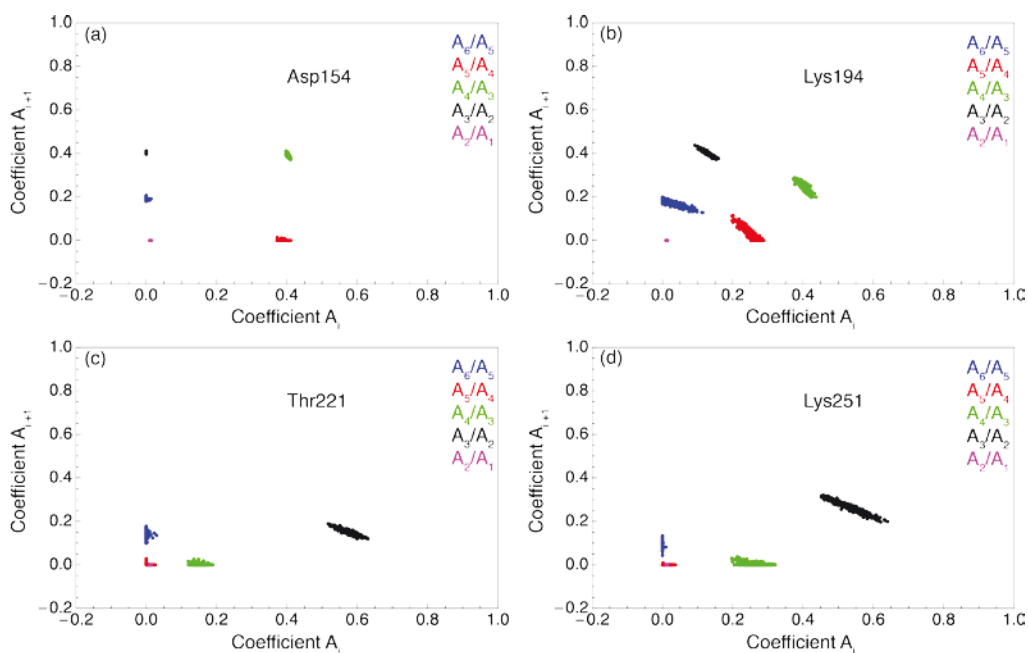 (a)
Asp154
A₆/A₅
A₅/A₄
A₄/A₃
A₃/A₂
A₂/A₁
1.0
0.8
0.6
0.4
0.2
0.0
−0.2
Coefficient Aᵢ₊₁
−0.2 0.0 0.2 0.4 0.6 0.8 1.0
Coefficient Aᵢ
(b)
Lys194
A₆/A₅
A₅/A₄
A₄/A₃
A₃/A₂
A₂/A₁
1.0
0.8
0.6
0.4
0.2
0.0
−0.2
Coefficient Aᵢ₊₁
−0.2 0.0 0.2 0.4 0.6 0.8 1.0
Coefficient Aᵢ
(c)
Thr221
A₆/A₅
A₅/A₄
A₄/A₃
A₃/A₂
A₂/A₁
1.0
0.8
0.6
0.4
0.2
0.0
−0.2
Coefficient Aᵢ₊₁
−0.2 0.0 0.2 0.4 0.6 0.8 1.0
Coefficient Aᵢ
(d)
Lys251
A₆/A₅
A₅/A₄
A₄/A₃
A₃/A₂
A₂/A₁
1.0
0.8
0.6
0.4
0.2
0.0
−0.2
Coefficient Aᵢ₊₁
−0.2 0.0 0.2 0.4 0.6 0.8 1.0
Coefficient Aᵢ